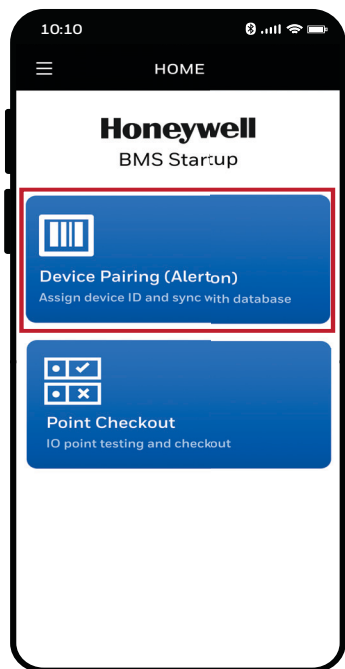 10:10
HOME
Honeywell
BMS Startup
Device Pairing (Alerton)
Assign device ID and sync with database
Point Checkout
IO point testing and checkout